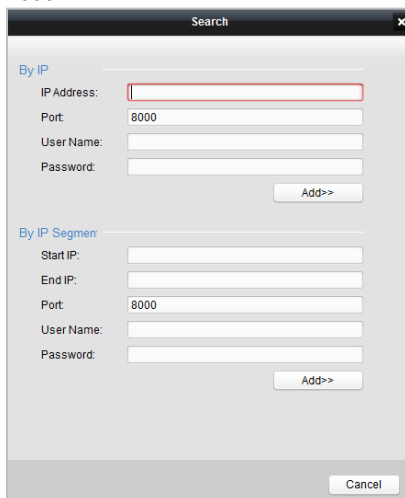 Search
By IP
IP Address:
Port: 8000
User Name:
Password:
Add>>
By IP Segmen
Start IP:
End IP:
Port: 8000
User Name:
Password:
Add>>
Cancel